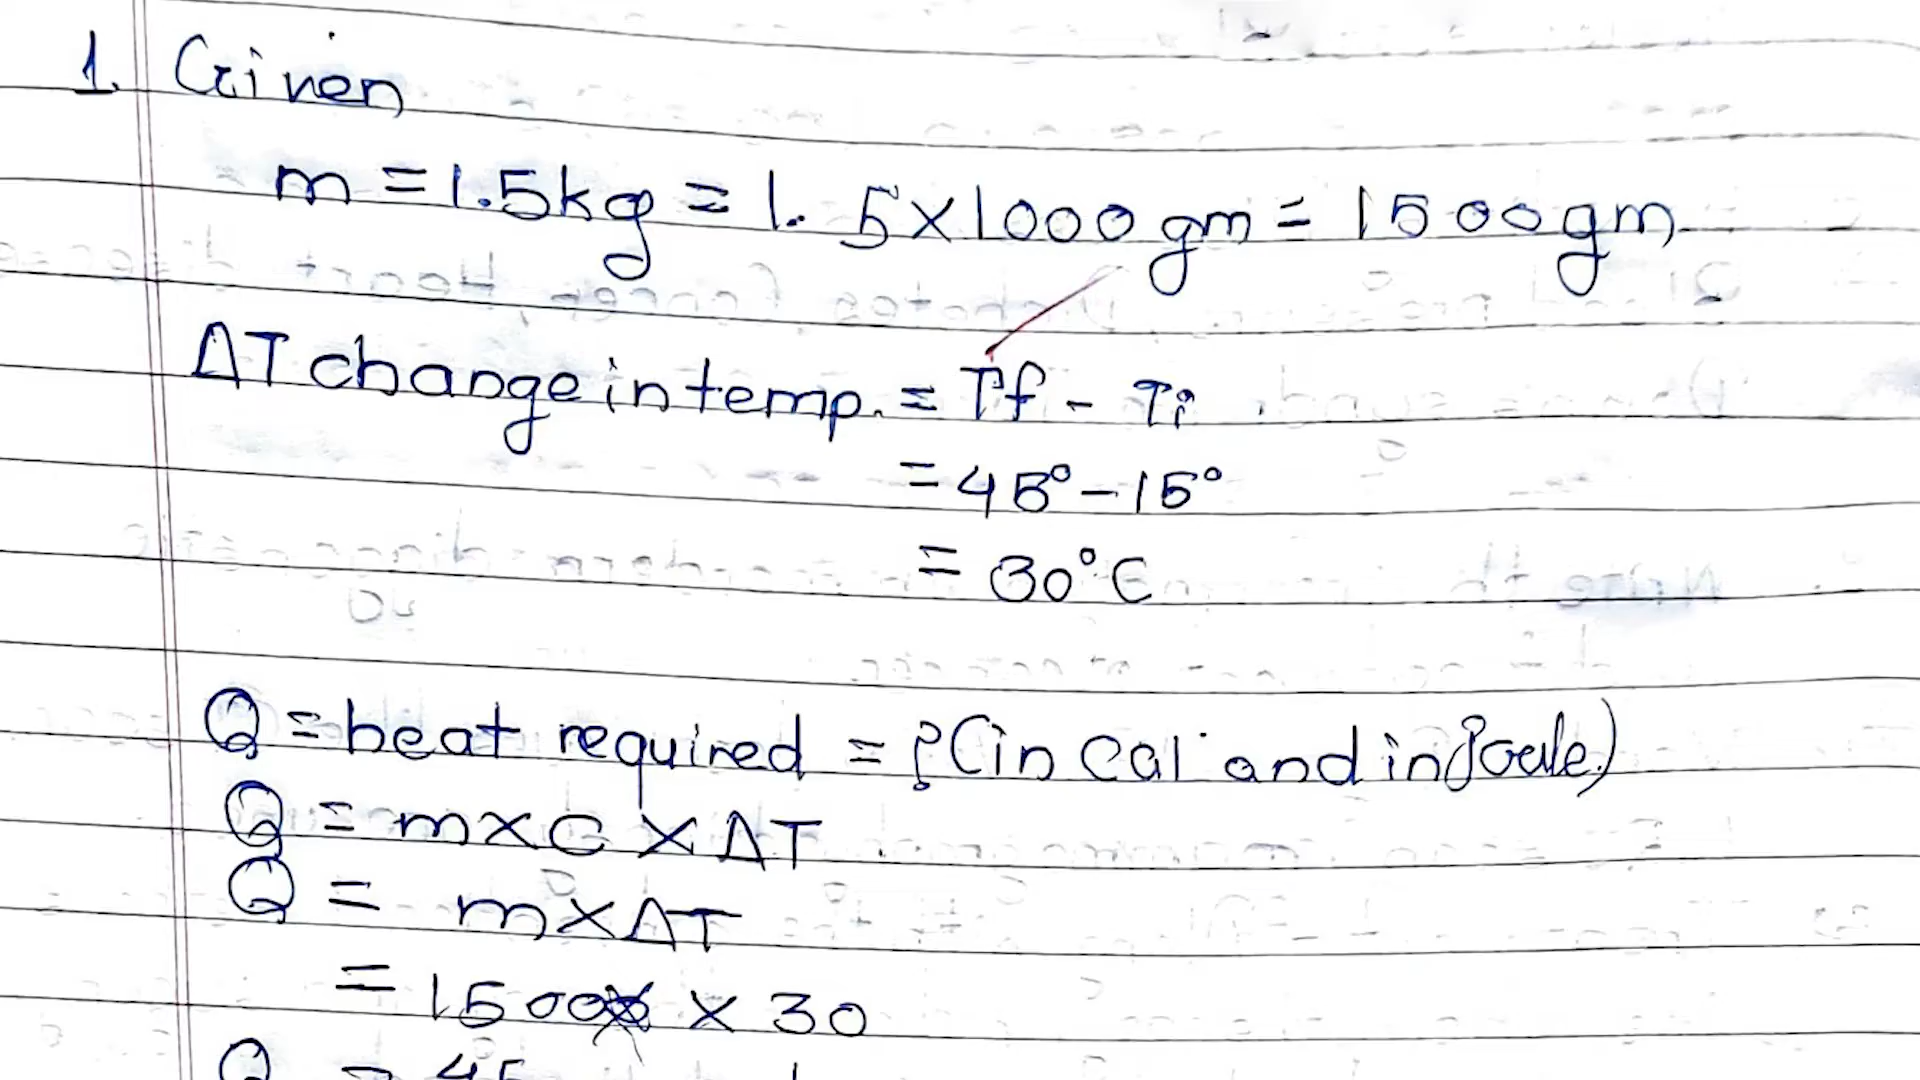 1. Given
m = 1.5kg = 1.5×1000 gm = 1500gm
ΔT change in temp. = Tf - Ti
= 45° - 15°
= 30°C
Q = heat required = ? (in Cal and in Joule)
Q = m×C×ΔT
Q = m×ΔT
= 1500 × 30
Q = 45